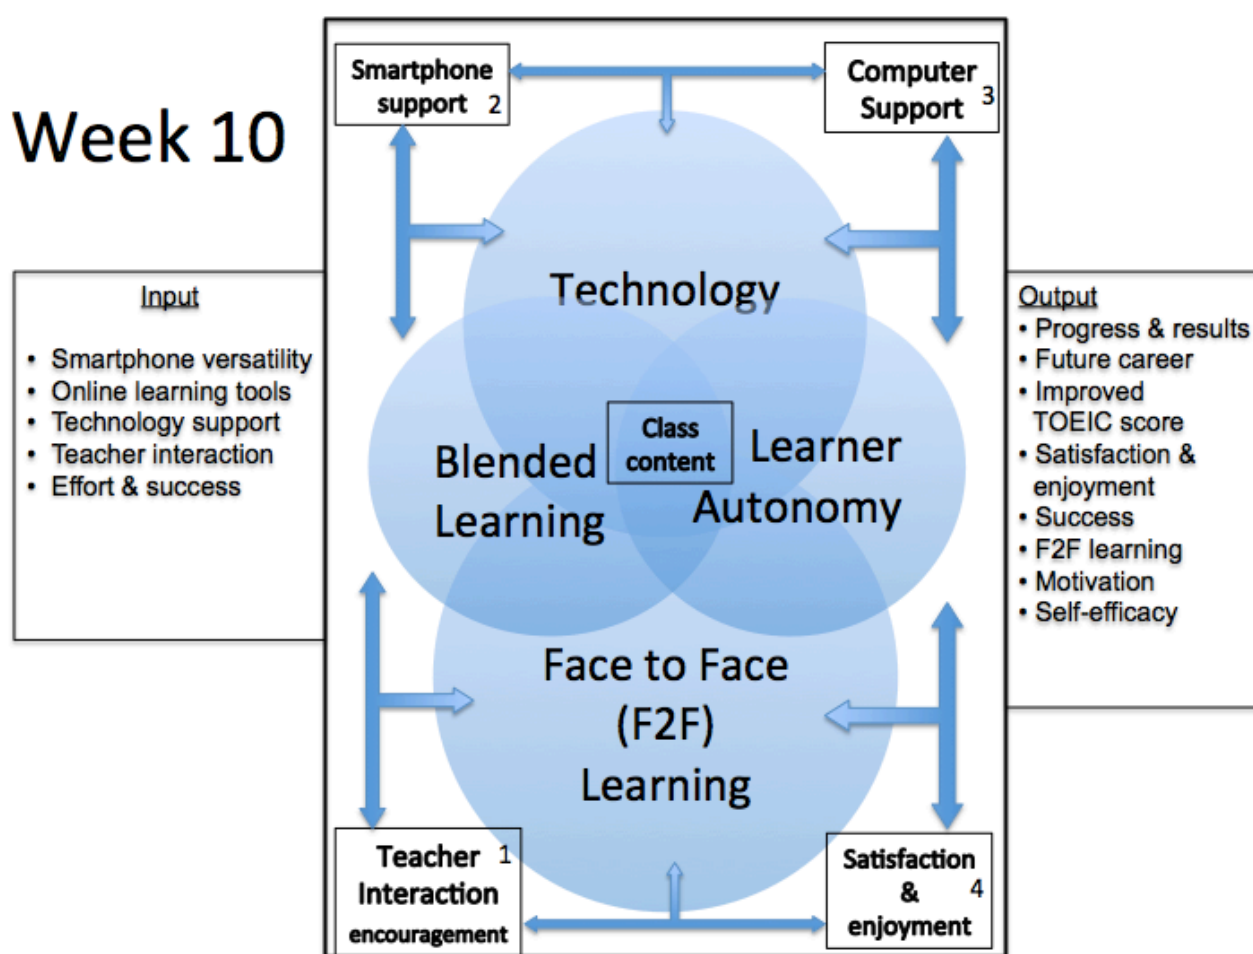 Week 10
Smartphone
support 2
Computer
Support 3
Input
• Smartphone versatility
• Online learning tools
• Technology support
• Teacher interaction
• Effort & success
Technology
Blended
Learning
Class
content
Learner
Autonomy
Face to Face
(F2F)
Learning
Output
• Progress & results
• Future career
• Improved
TOEIC score
• Satisfaction &
enjoyment
• Success
• F2F learning
• Motivation
• Self-efficacy
Teacher 1
Interaction
encouragement
Satisfaction
& 4
enjoyment